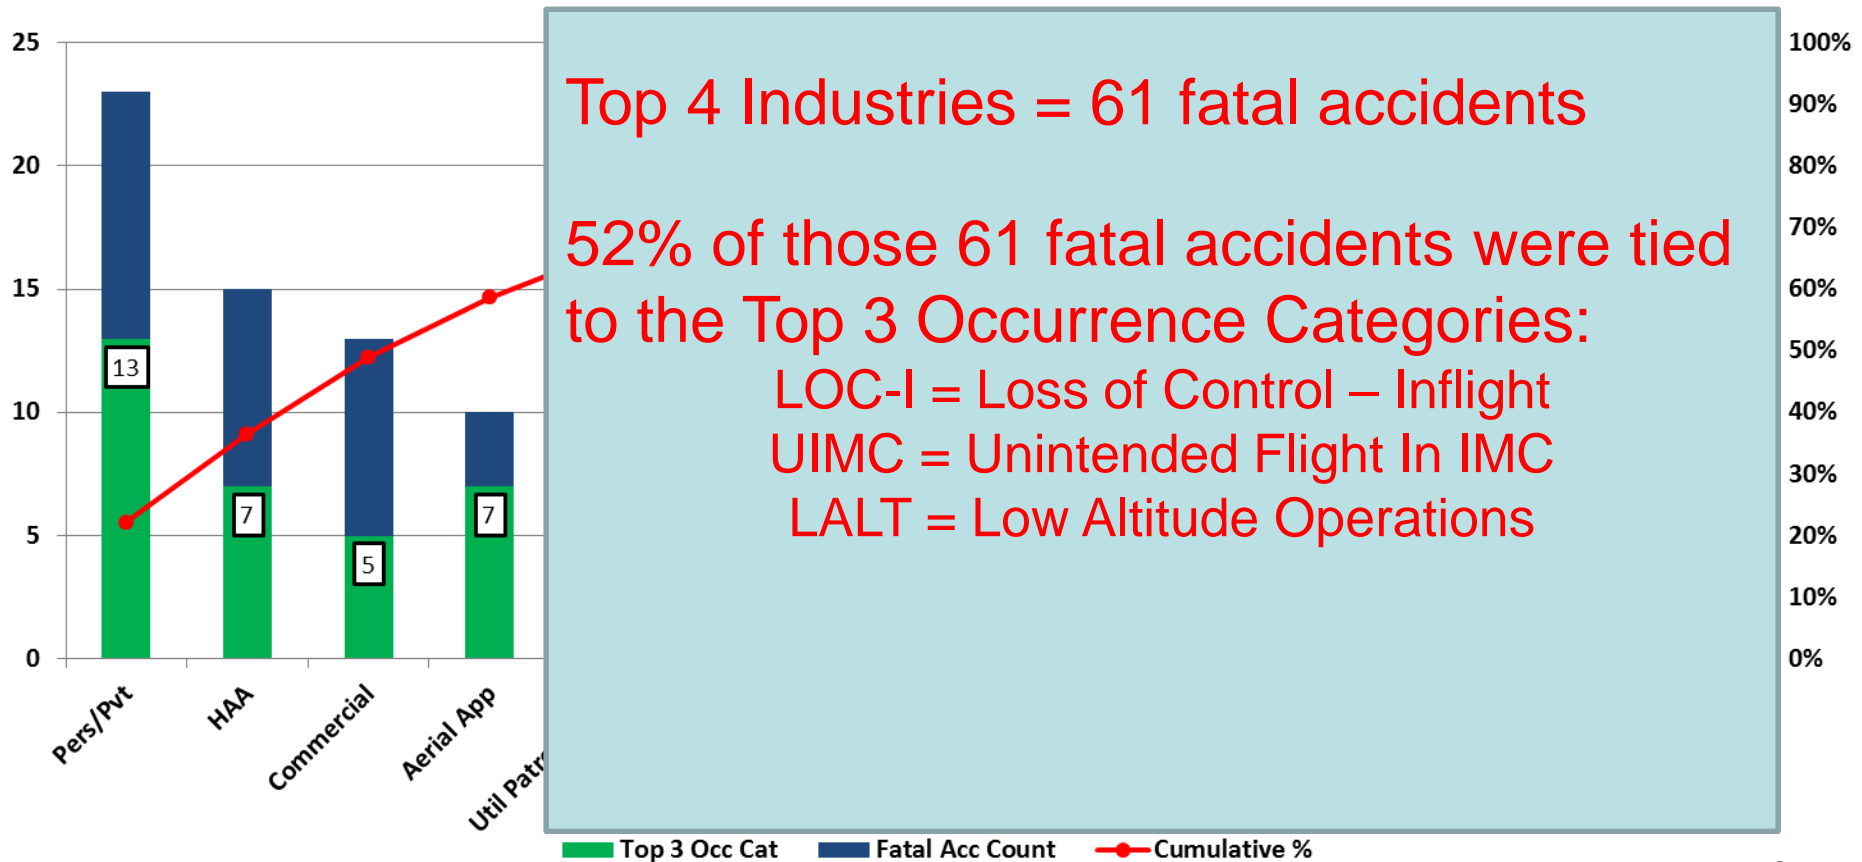 25
20
15
10
5
0
13
7
5
7
Pers/Pvt
HAA
Commercial
Aerial App
Util
Top 4 Industries = 61 fatal accidents
52% of those 61 fatal accidents were tied
to the Top 3 Occurrence Categories:
LOC-I = Loss of Control – Inflight
UIMC = Unintended Flight In IMC
LALT = Low Altitude Operations
100%
90%
80%
70%
60%
50%
40%
30%
20%
10%
0%
Top 3 Occ Cat Fatal Acc Count Cumulative %